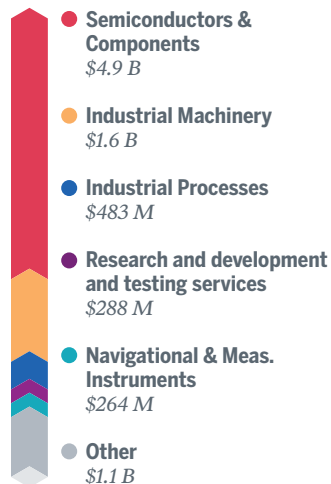 Semiconductors &
Components
$4.9 B
Industrial Machinery
$1.6 B
Industrial Processes
$483 M
Research and development
and testing services
$288 M
Navigational & Meas.
Instruments
$264 M
Other
$1.1 B